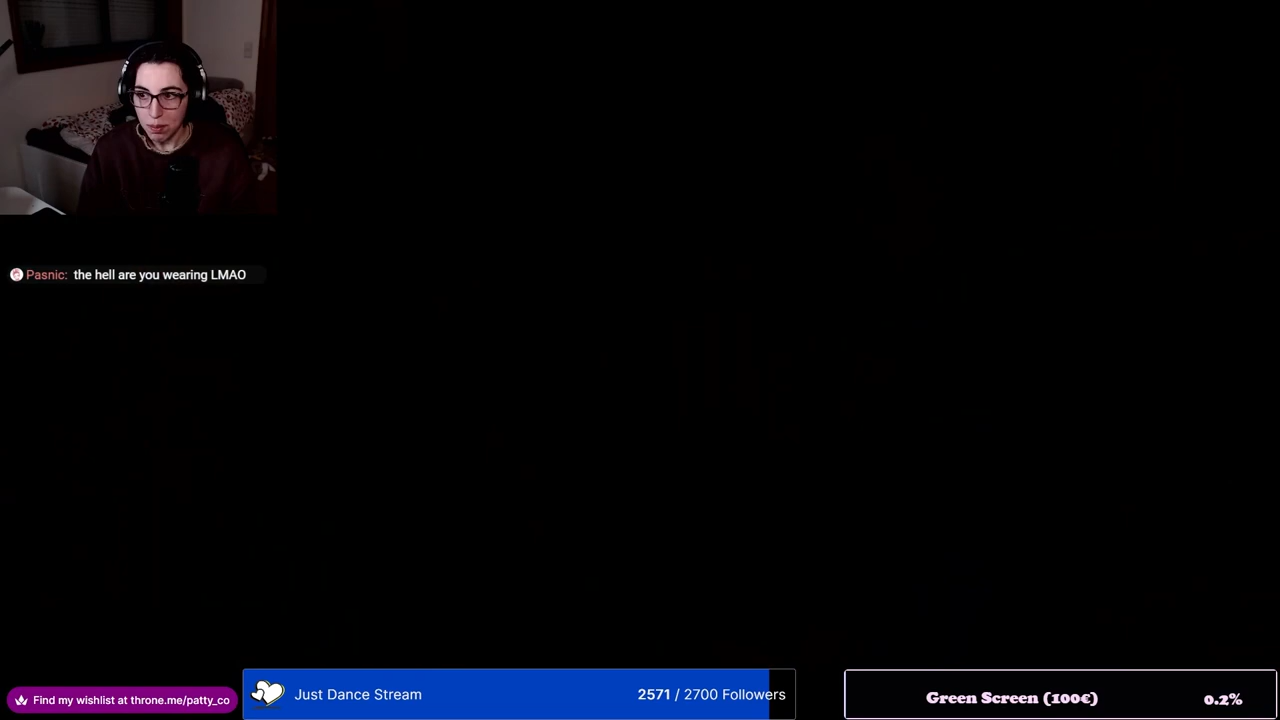 Pasnic: the hell are you wearing LMAO
Find my wishlist at throne.me/patty_co
Just Dance Stream 2571 / 2700 Followers
Green Screen (100€) 0.2%